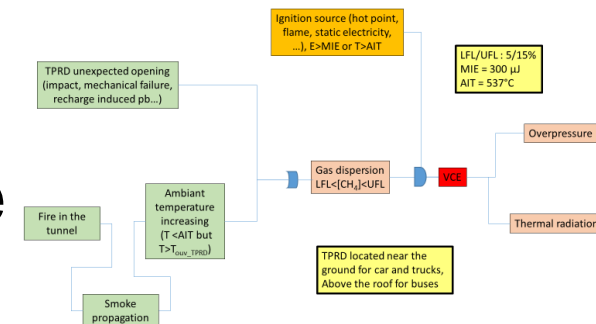 Ignition source (hot point,
flame, static electricity,
…), E>MIE or T>AIT
LFL/UFL : 5/15%
MIE = 300 µJ
AIT = 537°C
TPRD unexpected opening
(impact, mechanical failure,
recharge induced pb…)
Overpressure
Gas dispersion
LFL<[CH₄]<UFL
VCE
e
Ambiant
temperature
increasing
(T <AIT but
T>Touv_TPRD)
Fire in the
tunnel
Thermal radiation
TPRD located near the
ground for car and trucks,
Above the roof for buses
Smoke
propagation